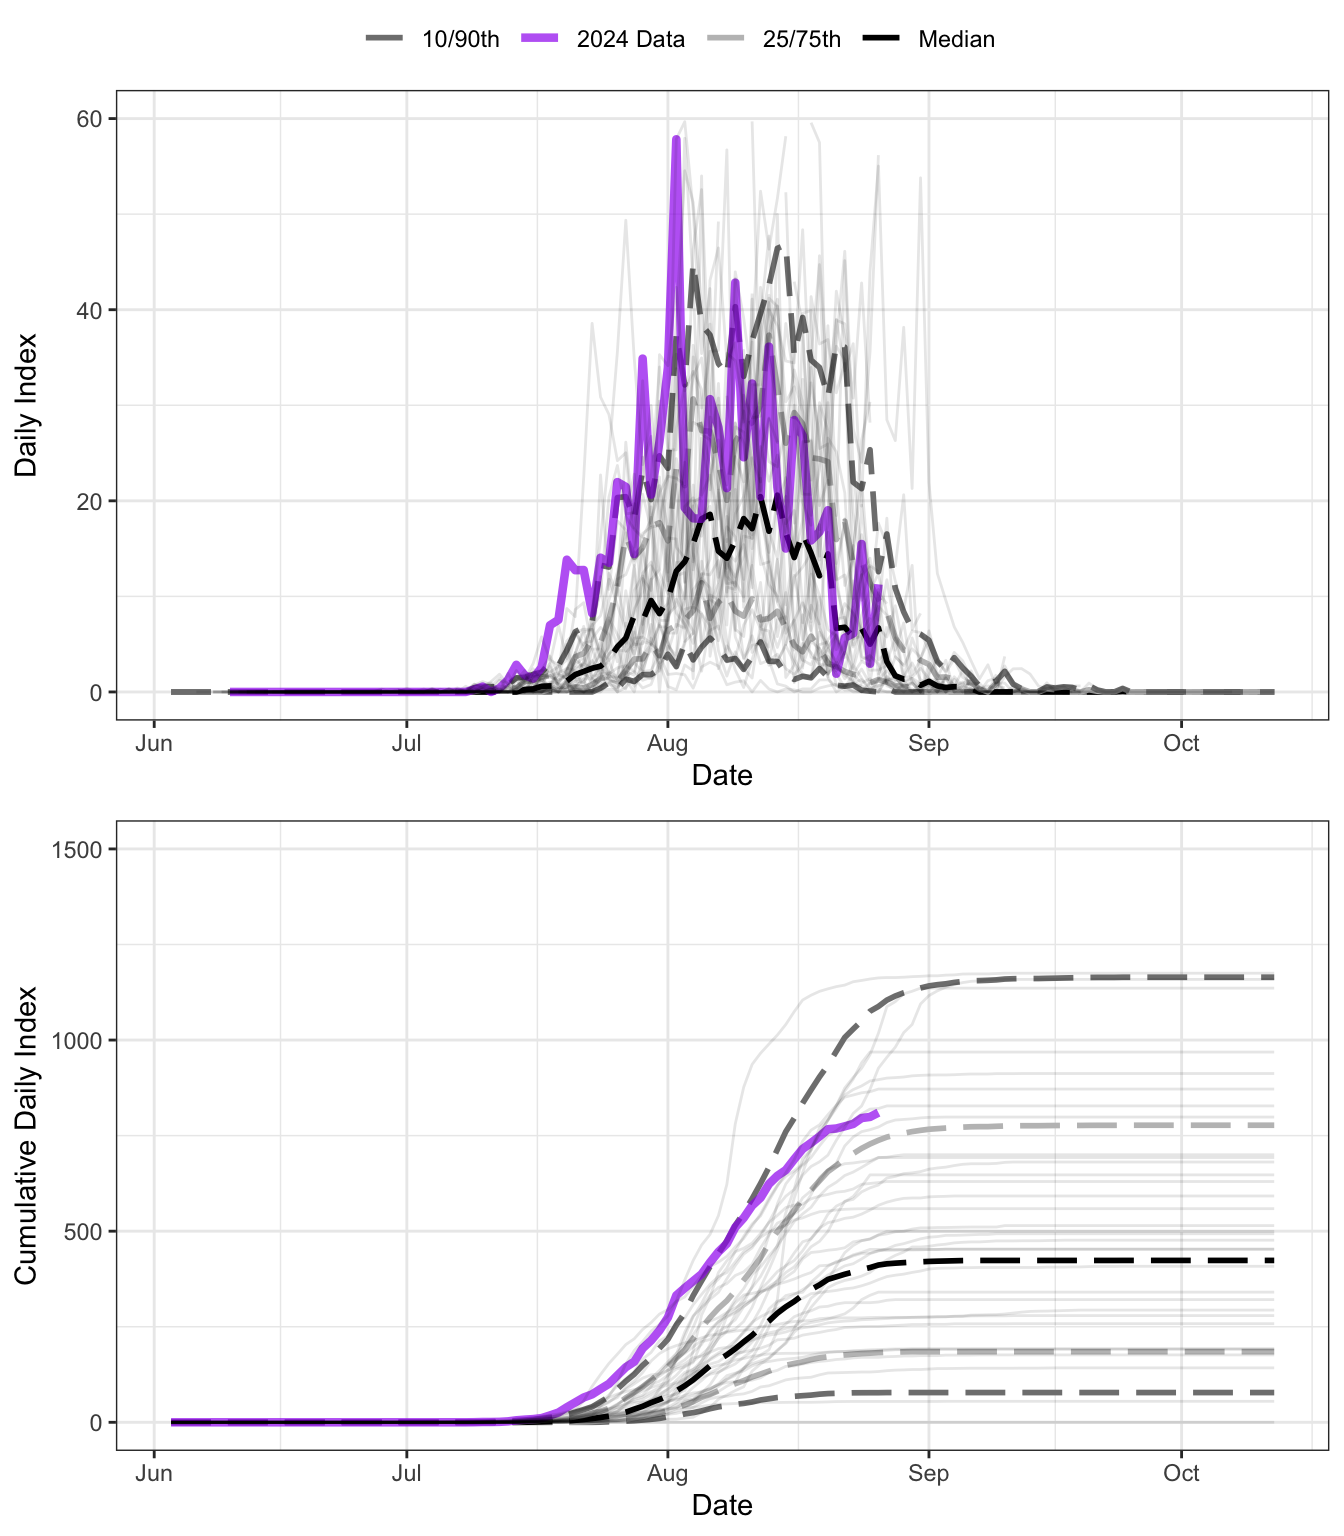 10/90th 2024 Data 25/75th Median
60
40
20
0
Daily Index
Jun Jul Aug Sep Oct
Date
1500
1000
500
0
Cumulative Daily Index
Jun Jul Aug Sep Oct
Date